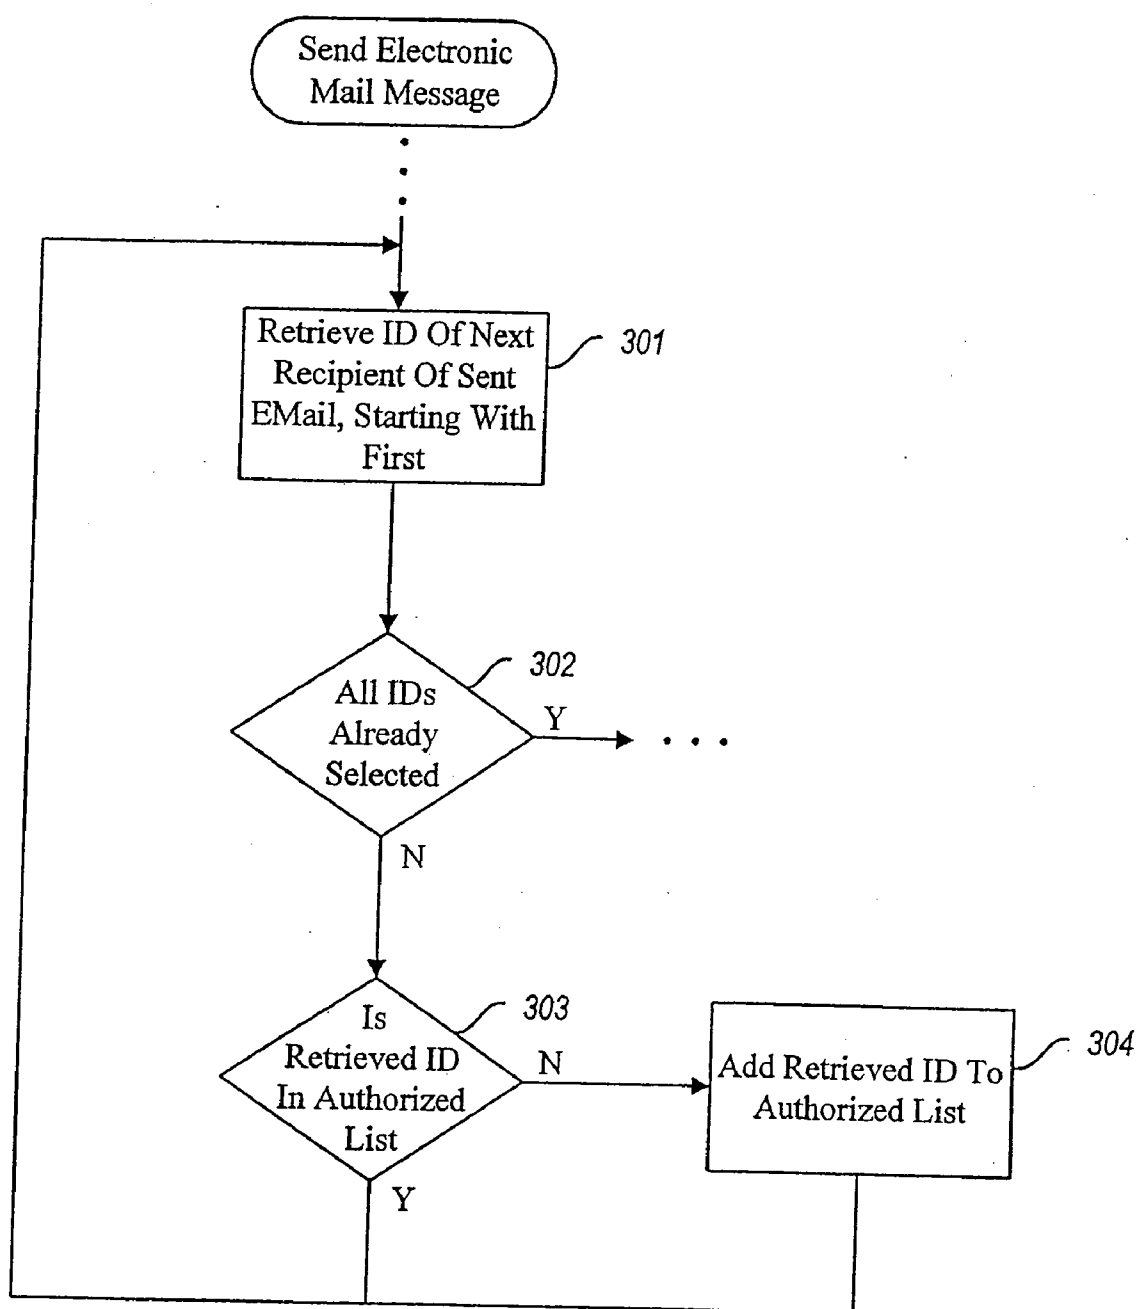 Send Electronic
Mail Message
Retrieve ID Of Next
Recipient Of Sent
EMail, Starting With
First
301
All IDs
Already
Selected
302
Y
N
Is
Retrieved ID
In Authorized
List
303
N
Y
Add Retrieved ID To
Authorized List
304